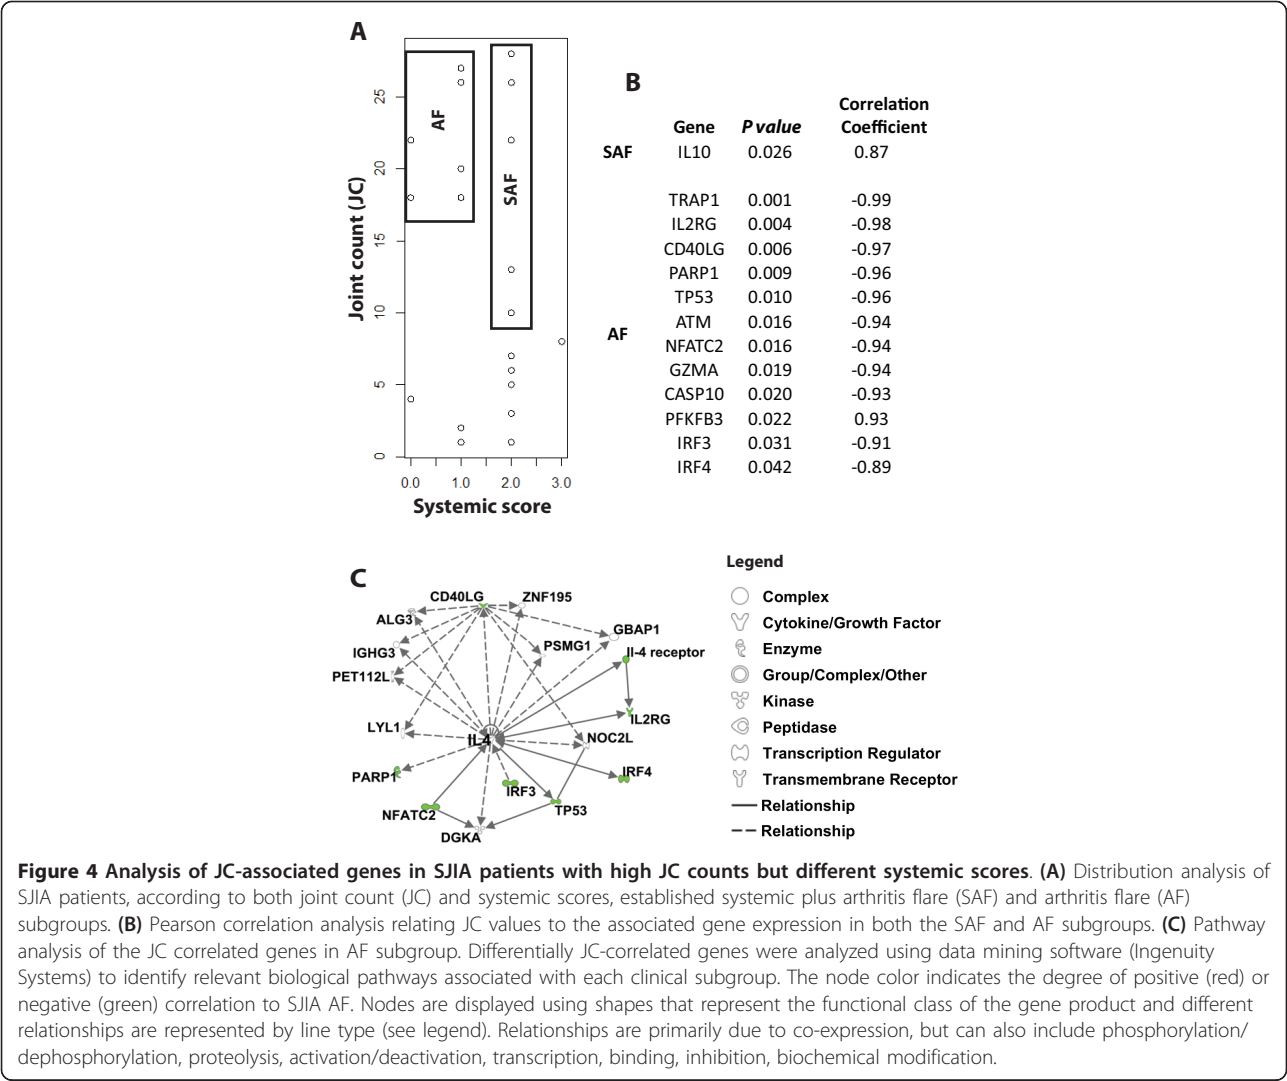 A
Joint count (JC)
25
20
15
10
5
0
AF
SAF
0.0 1.0 2.0 3.0
Systemic score
B
Correlation
Gene P value Coefficient
SAF IL10 0.026 0.87
TRAP1 0.001 -0.99
IL2RG 0.004 -0.98
CD40LG 0.006 -0.97
PARP1 0.009 -0.96
TP53 0.010 -0.96
ATM 0.016 -0.94
AF
NFATC2 0.016 -0.94
GZMA 0.019 -0.94
CASP10 0.020 -0.93
PFKFB3 0.022 0.93
IRF3 0.031 -0.91
IRF4 0.042 -0.89
C
CD40LG ZNF195
ALG3
GBAP1
IGHG3 PSMG1 Il-4 receptor
PET112L
IL2RG
LYL1 IL4 NOC2L
PARP1 IRF4
IRF3
NFATC2 TP53
DGKA
Legend
Complex
Cytokine/Growth Factor
Enzyme
Group/Complex/Other
Kinase
Peptidase
Transcription Regulator
Transmembrane Receptor
Relationship
Relationship
Figure 4 Analysis of JC-associated genes in SJIA patients with high JC counts but different systemic scores. (A) Distribution analysis of
SJIA patients, according to both joint count (JC) and systemic scores, established systemic plus arthritis flare (SAF) and arthritis flare (AF)
subgroups. (B) Pearson correlation analysis relating JC values to the associated gene expression in both the SAF and AF subgroups. (C) Pathway
analysis of the JC correlated genes in AF subgroup. Differentially JC-correlated genes were analyzed using data mining software (Ingenuity
Systems) to identify relevant biological pathways associated with each clinical subgroup. The node color indicates the degree of positive (red) or
negative (green) correlation to SJIA AF. Nodes are displayed using shapes that represent the functional class of the gene product and different
relationships are represented by line type (see legend). Relationships are primarily due to co-expression, but can also include phosphorylation/
dephosphorylation, proteolysis, activation/deactivation, transcription, binding, inhibition, biochemical modification.